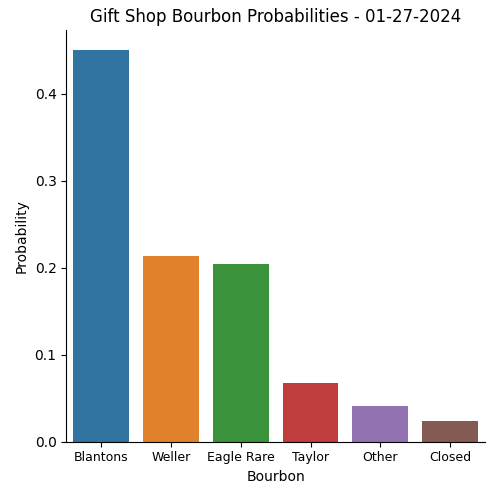 Gift Shop Bourbon Probabilities - 01-27-2024
Probability
0.4
0.3
0.2
0.1
0.0
Blantons Weller Eagle Rare Taylor Other Closed
Bourbon